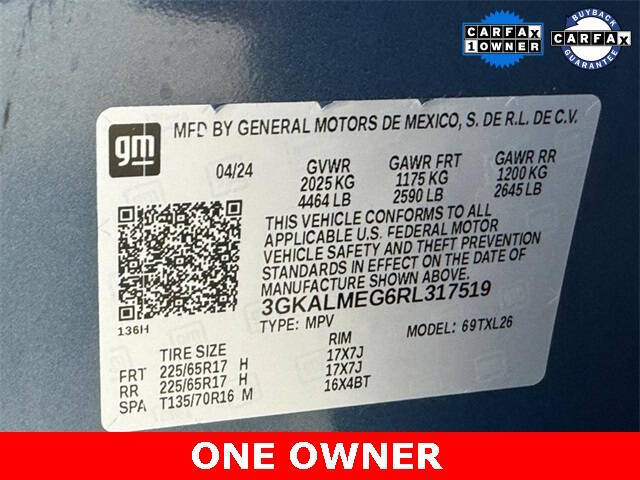 CARFAX
1 OWNER
BUYBACK
CARFAX
GUARANTEE
gm
MFD BY GENERAL MOTORS DE MEXICO, S. DE R.L. DE C.V.
04/24 GVWR GAWR FRT GAWR RR
2025 KG 1175 KG 1200 KG
4464 LB 2590 LB 2645 LB
THIS VEHICLE CONFORMS TO ALL
APPLICABLE U.S. FEDERAL MOTOR
VEHICLE SAFETY AND THEFT PREVENTION
STANDARDS IN EFFECT ON THE DATE OF
MANUFACTURE SHOWN ABOVE.
3GKALMEG6RL317519
136H TYPE: MPV MODEL: 69TXL26
TIRE SIZE RIM
FRT 225/65R17 H 17X7J
RR 225/65R17 H 17X7J
SPA T135/70R16 M 16X4BT
ONE OWNER